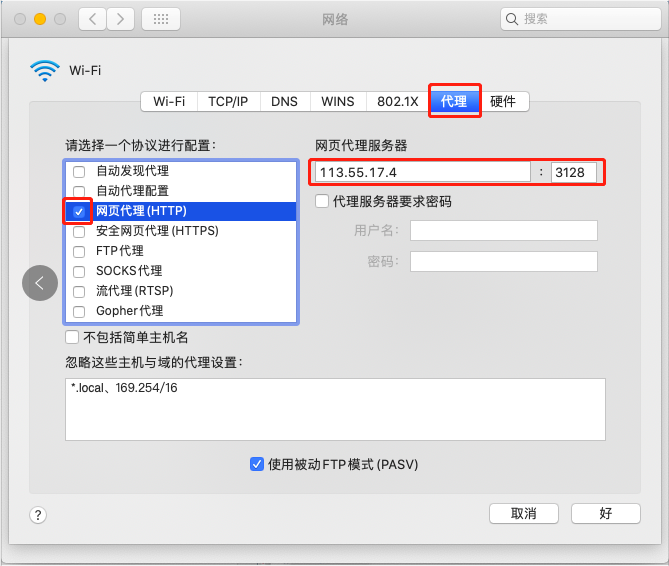 网络
搜索
Wi-Fi
Wi-Fi TCP/IP DNS WINS 802.1X 代理 硬件
请选择一个协议进行配置：
自动发现代理
自动代理配置
网页代理(HTTP)
安全网页代理(HTTPS)
FTP代理
SOCKS代理
流代理(RTSP)
Gopher代理
不包括简单主机名
网页代理服务器
113.55.17.4 : 3128
代理服务器要求密码
用户名：
密码：
忽略这些主机与域的代理设置：
*.local、169.254/16
使用被动FTP模式(PASV)
?
取消
好